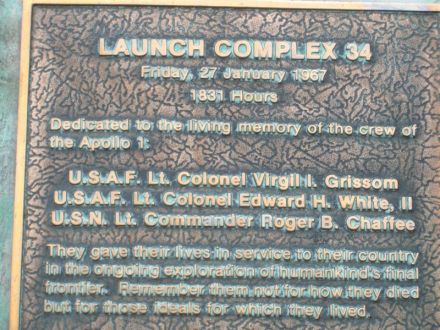 LAUNCH COMPLEX 34
Friday, 27 January 1967
1831 Hours
Dedicated to the living memory of the crew of
the Apollo 1:
U.S.A.F. Lt. Colonel Virgil I. Grissom
U.S.A.F. Lt. Colonel Edward H. White, II
U.S.N. Lt. Commander Roger B. Chaffee
They gave their lives in service to their country
in the ongoing exploration of humankind's final
frontier. Remember them not for how they died
but for those ideals for which they lived.